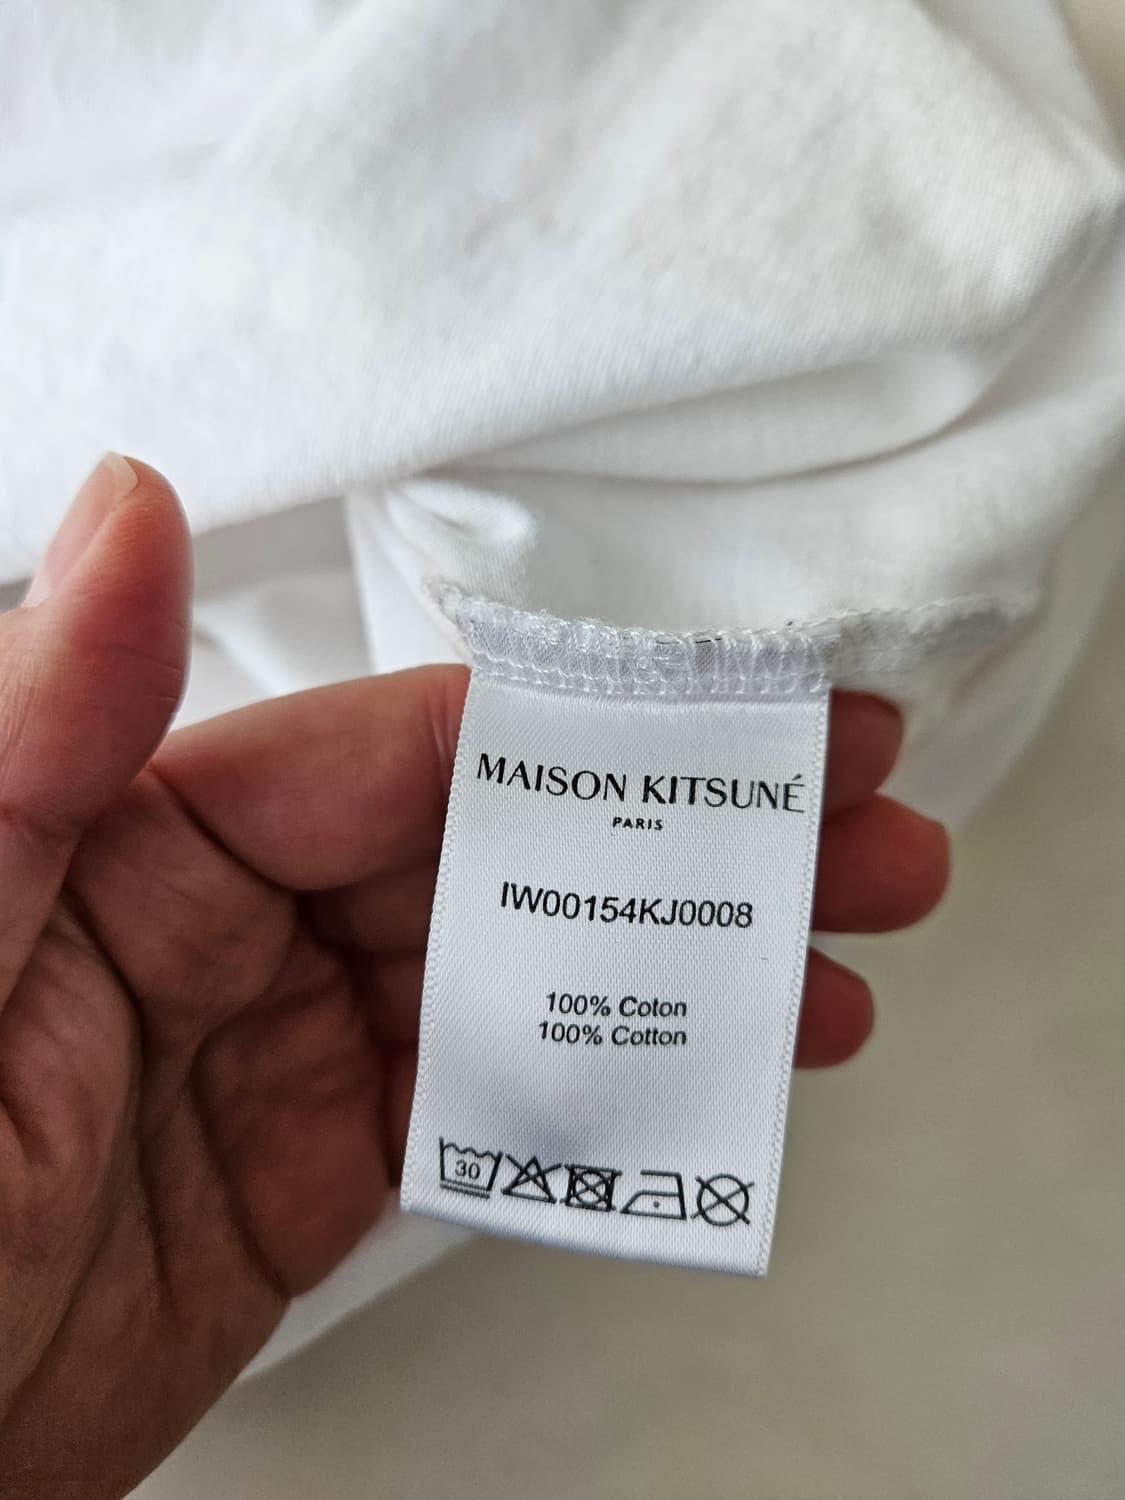 MAISON KITSUNÉ
PARIS
IW00154KJ0008
100% Coton
100% Cotton
30